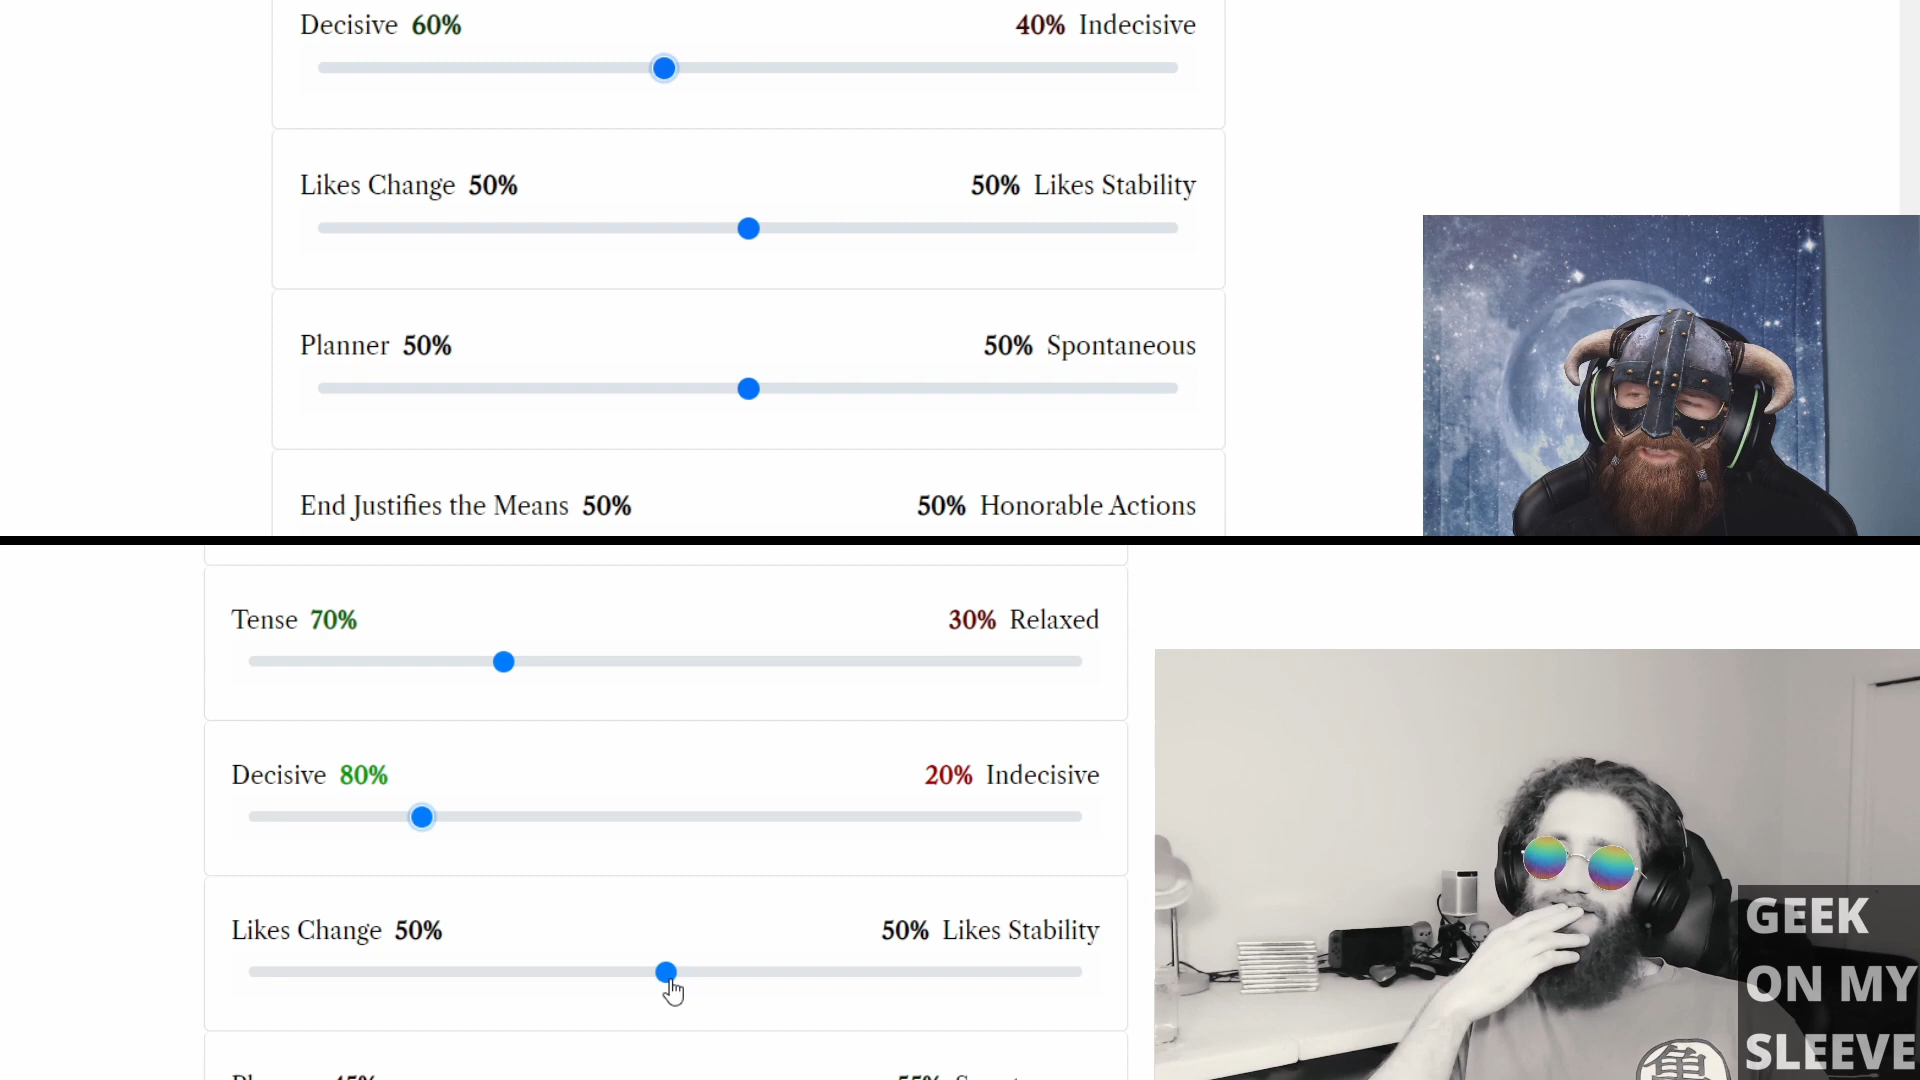 Decisive 60% 40% Indecisive
Likes Change 50% 50% Likes Stability
Planner 50% 50% Spontaneous
End Justifies the Means 50% 50% Honorable Actions
Tense 70% 30% Relaxed
Decisive 80% 20% Indecisive
Likes Change 50% 50% Likes Stability
GEEK
ON MY
SLEEVE
亀